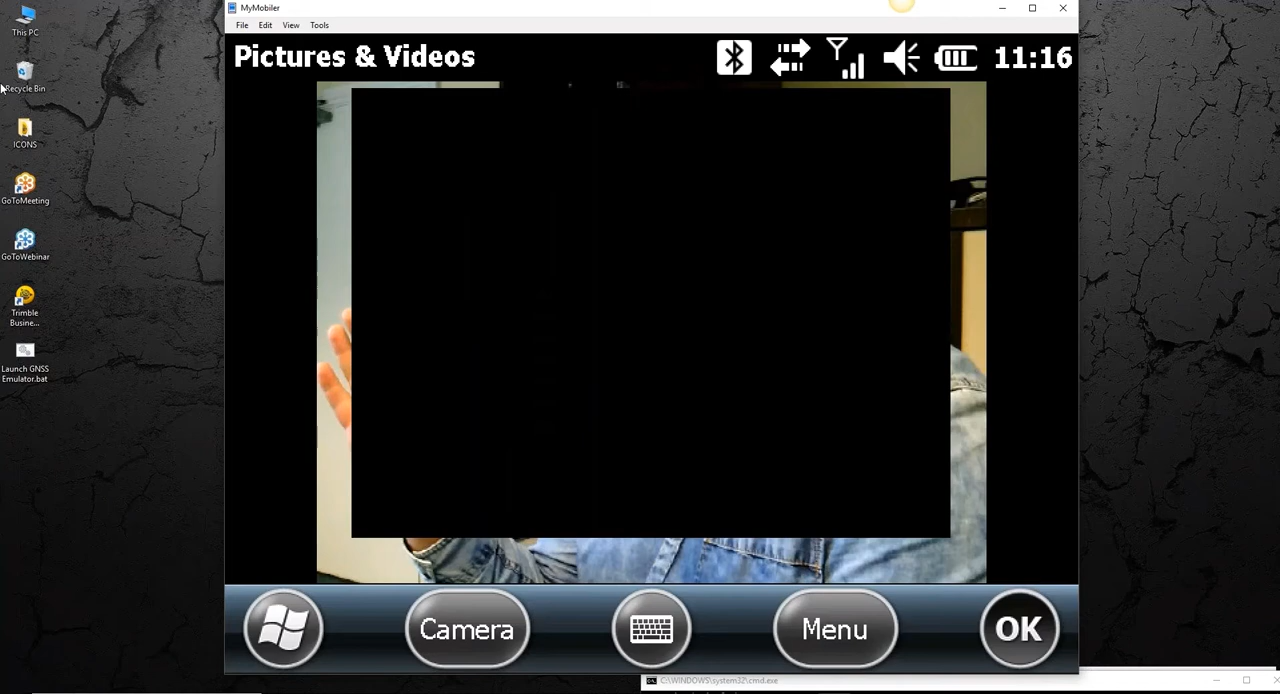 MyMobiler
File Edit View Tools
Pictures & Videos
11:16
This PC
Recycle Bin
ICONS
GoToMeeting
GoToWebinar
Trimble
Busine...
Launch GNSS
Emulator.bat
Camera
Menu
OK
C:\WINDOWS\system32\cmd.exe